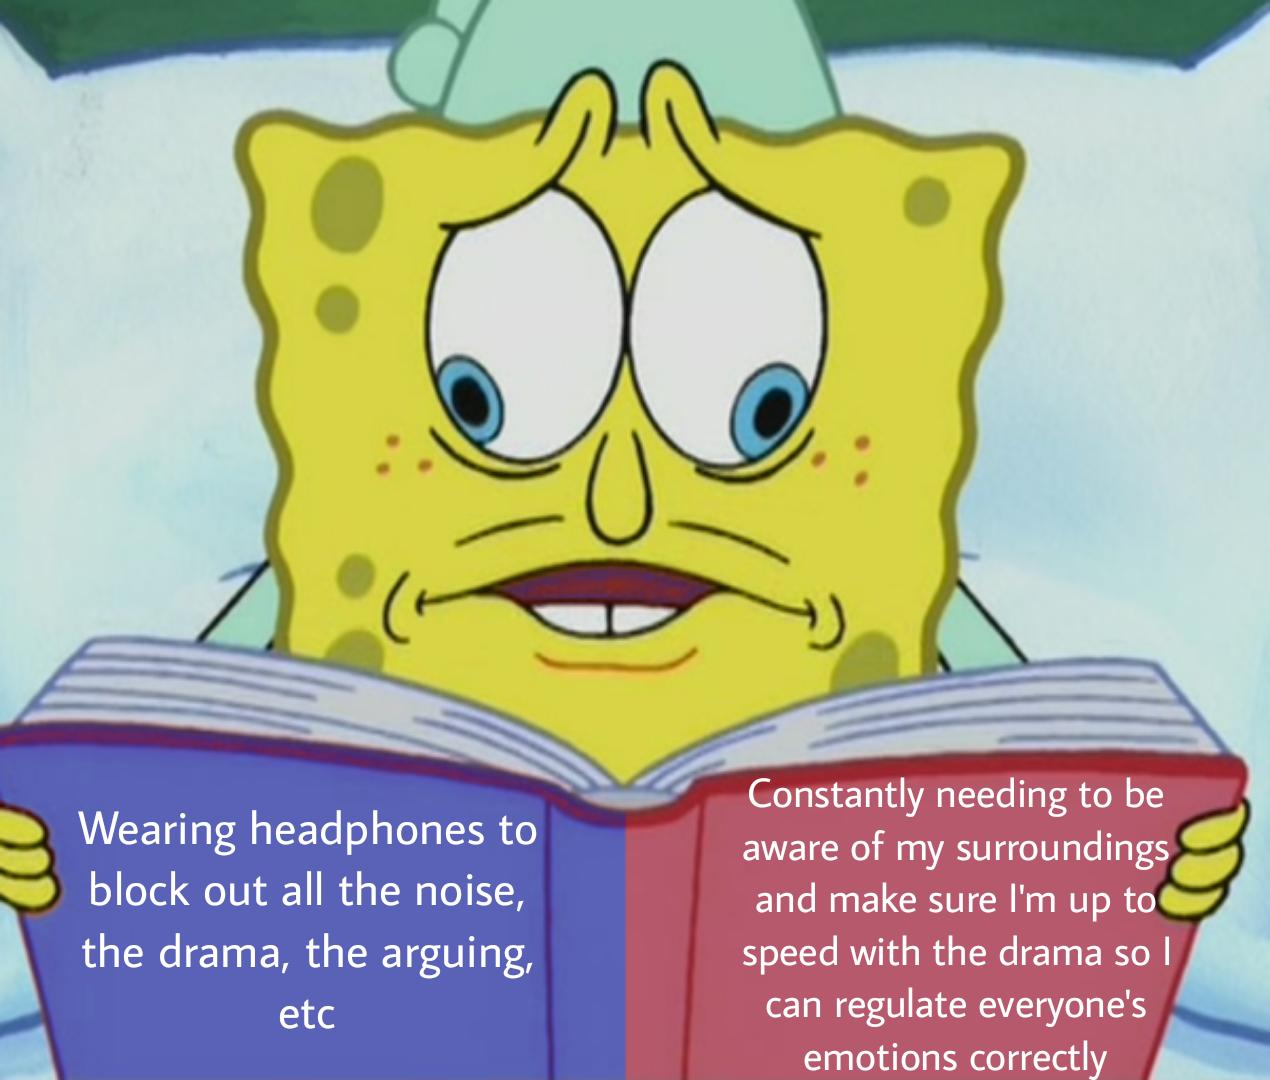 Wearing headphones to
block out all the noise,
the drama, the arguing,
etc
Constantly needing to be
aware of my surroundings
and make sure I'm up to
speed with the drama so I
can regulate everyone's
emotions correctly